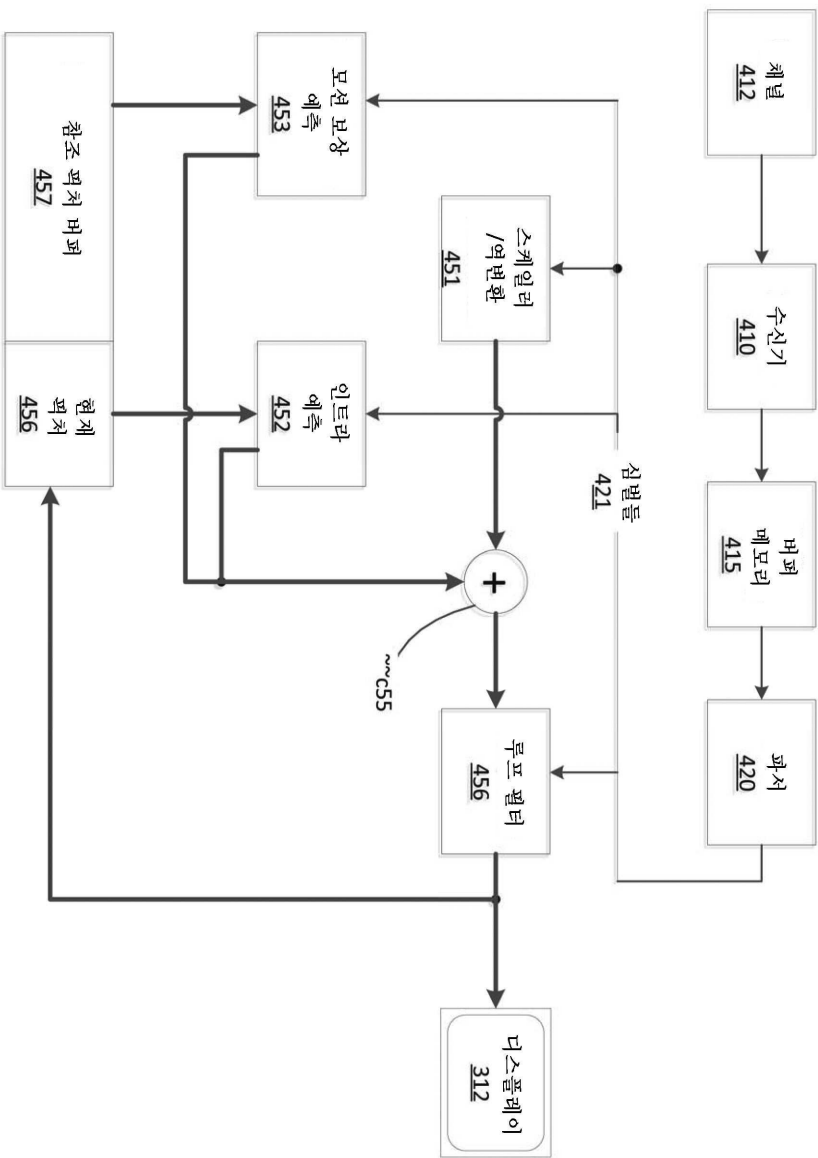 채널
412
수신기
410
버퍼
메모리
415
파서
420
심벌들
421
스케일러
/역변환
451
+
~~c55
루프 필터
456
디스플레이
312
모션 보상
예측
453
인트라
예측
452
참조 픽처 버퍼
457
현재
픽처
456